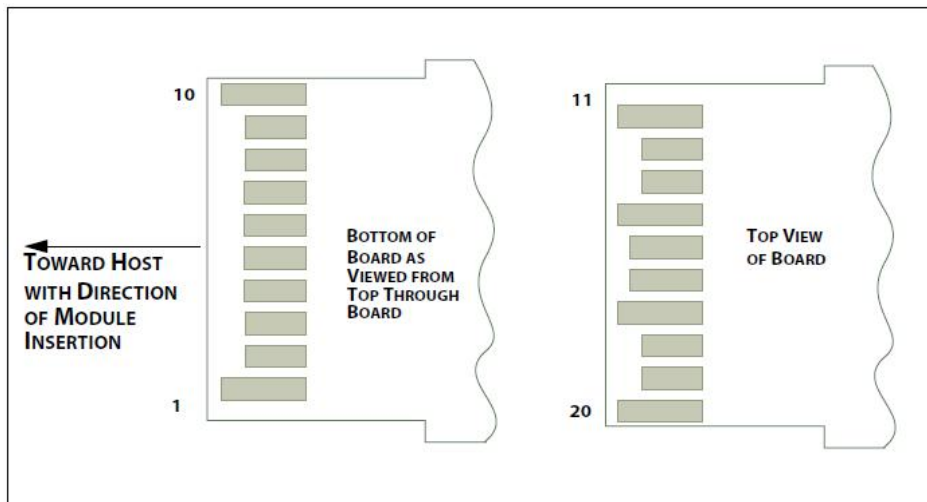 10
1
TOWARD HOST
WITH DIRECTION
OF MODULE
INSERTION
BOTTOM OF
BOARD AS
VIEWED FROM
TOP THROUGH
BOARD
11
20
TOP VIEW
OF BOARD